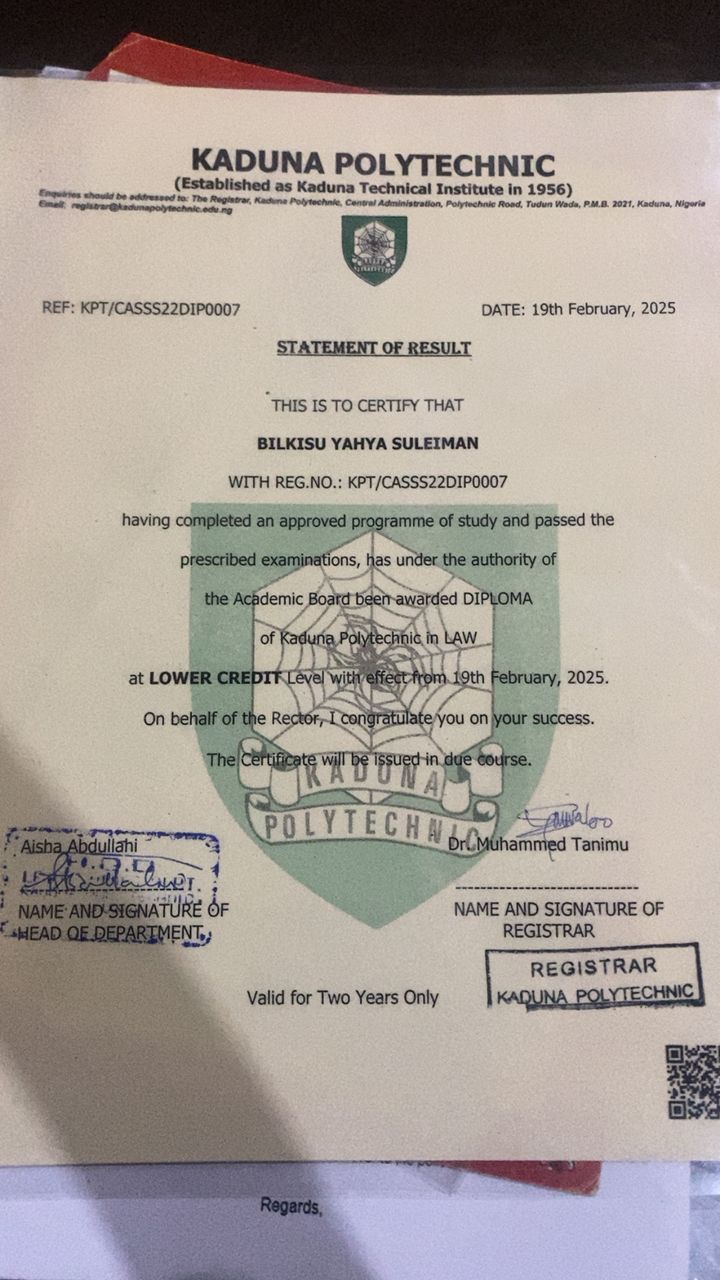 KADUNA POLYTECHNIC
(Established as Kaduna Technical Institute in 1956)
Enquiries should be addressed to: The Registrar, Kaduna Polytechnic, Central Administration, Polytechnic Road, Tudun Wada, P.M.B. 2021, Kaduna, Nigeria
Email: registrar@kadunapolytechnic.edu.ng
REF: KPT/CASSS22DIP0007
DATE: 19th February, 2025
STATEMENT OF RESULT
THIS IS TO CERTIFY THAT
BILKISU YAHYA SULEIMAN
WITH REG.NO.: KPT/CASSS22DIP0007
having completed an approved programme of study and passed the
prescribed examinations, has under the authority of
the Academic Board been awarded DIPLOMA
of Kaduna Polytechnic in LAW
at LOWER CREDIT Level with effect from 19th February, 2025.
On behalf of the Rector, I congratulate you on your success.
The Certificate will be issued in due course.
KADUNA
POLYTECHNIC
Aisha Abdullahi
NAME AND SIGNATURE OF
HEAD OF DEPARTMENT
Dr. Muhammed Tanimu
NAME AND SIGNATURE OF
REGISTRAR
REGISTRAR
KADUNA POLYTECHNIC
Valid for Two Years Only
Regards,